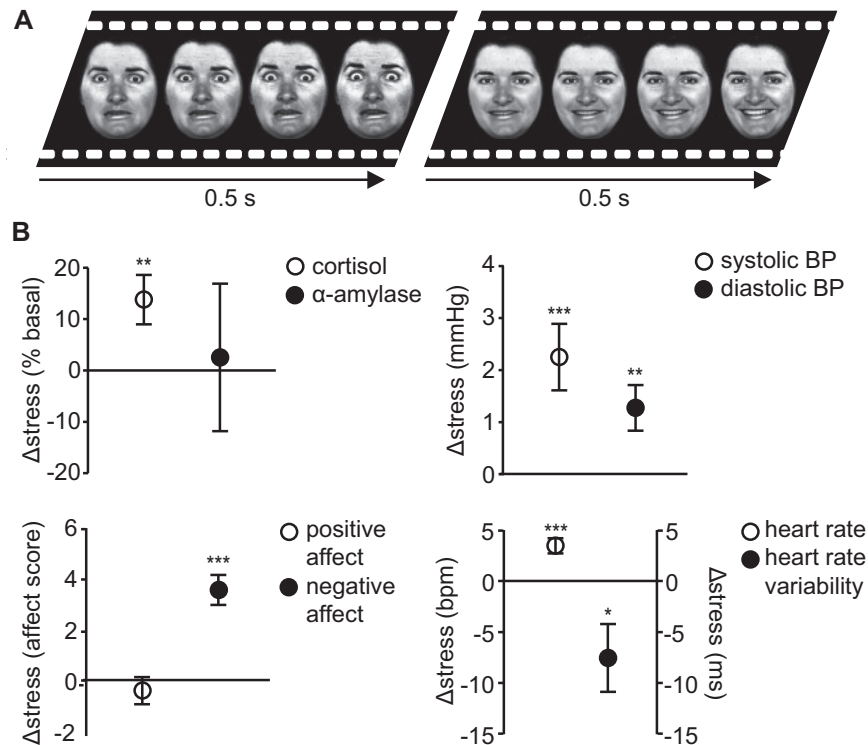 A
0.5 s
0.5 s
B
20
10
0
-10
-20
Δstress (% basal)
**
cortisol
α-amylase
4
3
2
1
0
Δstress (mmHg)
***
**
systolic BP
diastolic BP
6
4
2
0
-2
Δstress (affect score)
***
positive
affect
negative
affect
5
0
-5
-10
-15
Δstress (bpm)
***
*
5
0
-5
-10
-15
Δstress (ms)
heart rate
heart rate
variability